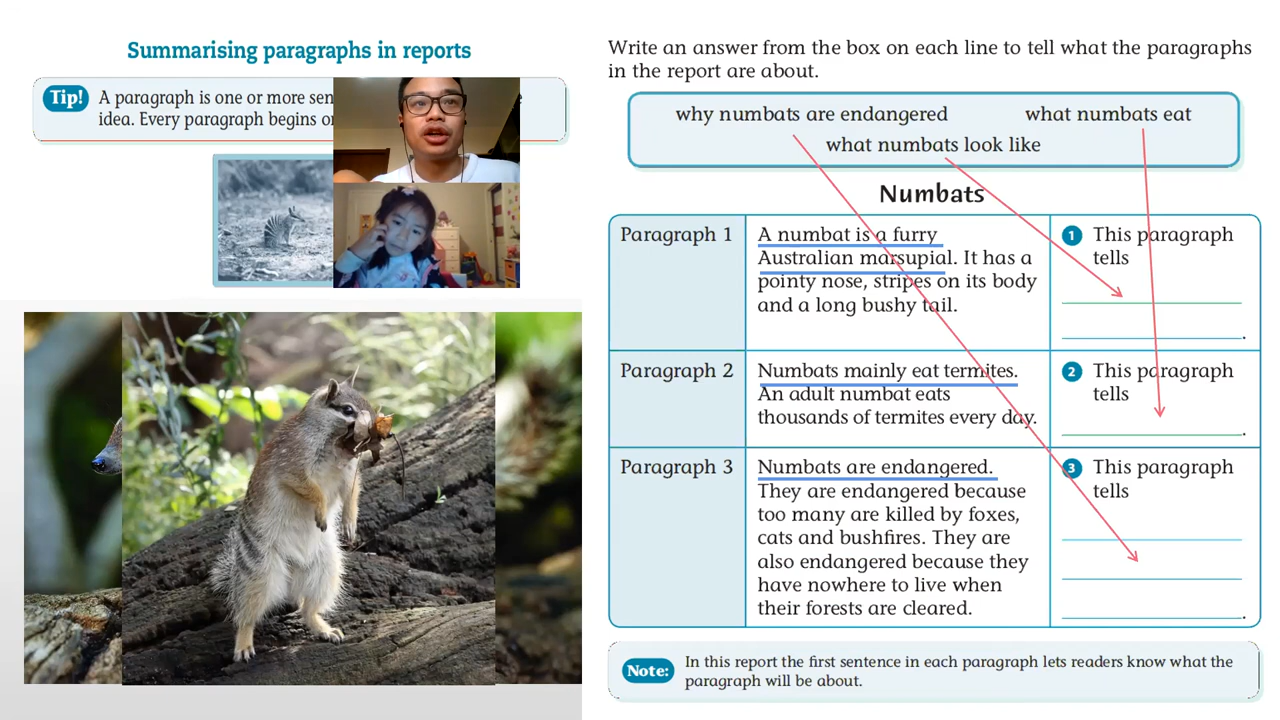 Summarising paragraphs in reports
Tip!
A paragraph is one or more
idea. Every paragraph begins
Write an answer from the box on each line to tell what the paragraphs
in the report are about.
why numbats are endangered
what numbats eat
what numbats look like
Numbats
Paragraph 1
A numbat is a furry
Australian marsupial. It has a
pointy nose, stripes on its body
and a long bushy tail.
1 This paragraph
tells
.
Paragraph 2
Numbats mainly eat termites.
An adult numbat eats
thousands of termites every day.
2 This paragraph
tells
.
Paragraph 3
Numbats are endangered.
They are endangered because
too many are killed by foxes,
cats and bushfires. They are
also endangered because they
have nowhere to live when
their forests are cleared.
3 This paragraph
tells
.
Note:
In this report the first sentence in each paragraph lets readers know what the
paragraph will be about.